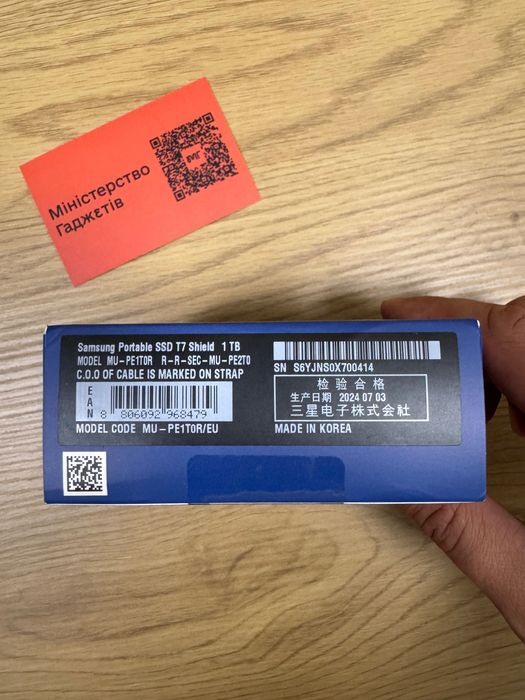 Міністерство
Гаджєтів
МГ
Samsung Portable SSD T7 Shield 1 TB
MODEL MU-PE1T0R R-R-SEC-MU-PE2T0
C.O.O OF CABLE IS MARKED ON STRAP
EAN
8 806092 968479
MODEL CODE MU-PE1T0R/EU
SN S6YJNS0X700414
检验合格
生产日期 2024 07 03
三星电子株式会社
MADE IN KOREA